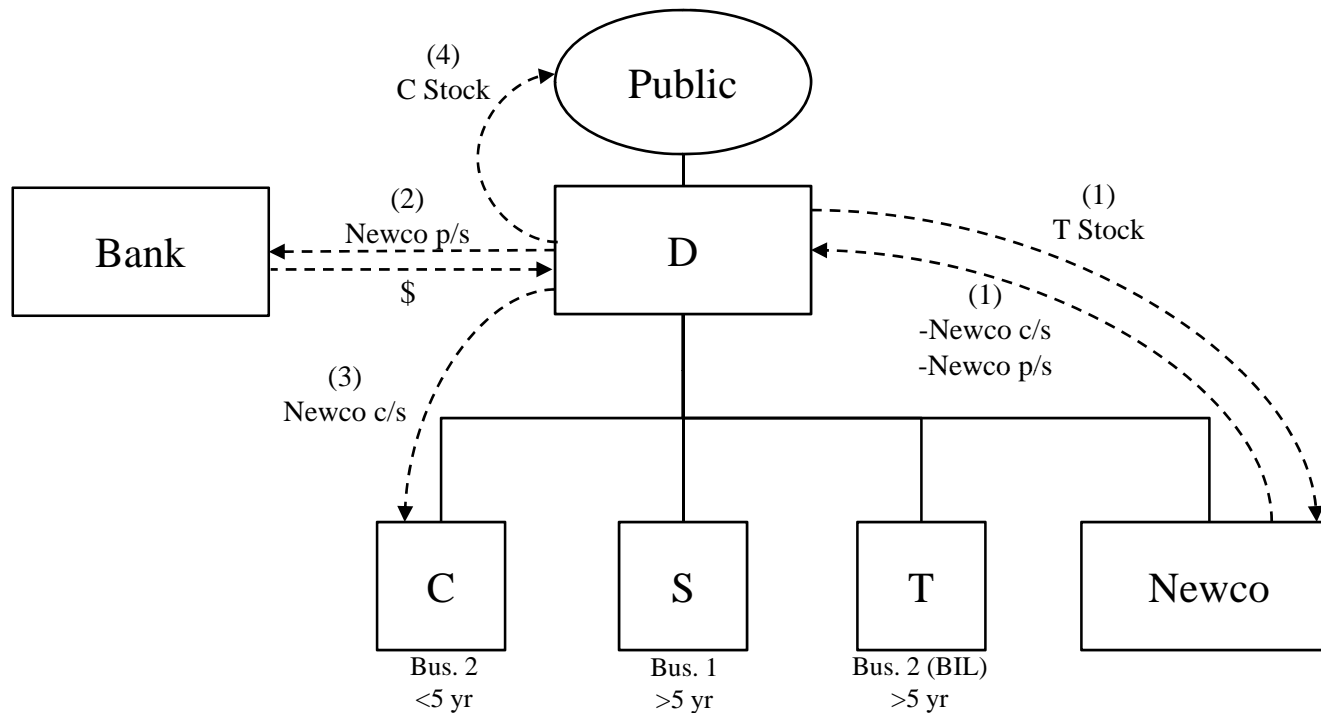 (4)
C Stock
Public
(1)
T Stock
(2)
Newco p/s
Bank
$
D
(1)
-Newco c/s
-Newco p/s
(3)
Newco c/s
C
S
T
Newco
Bus. 2
<5 yr
Bus. 1
>5 yr
Bus. 2 (BIL)
>5 yr